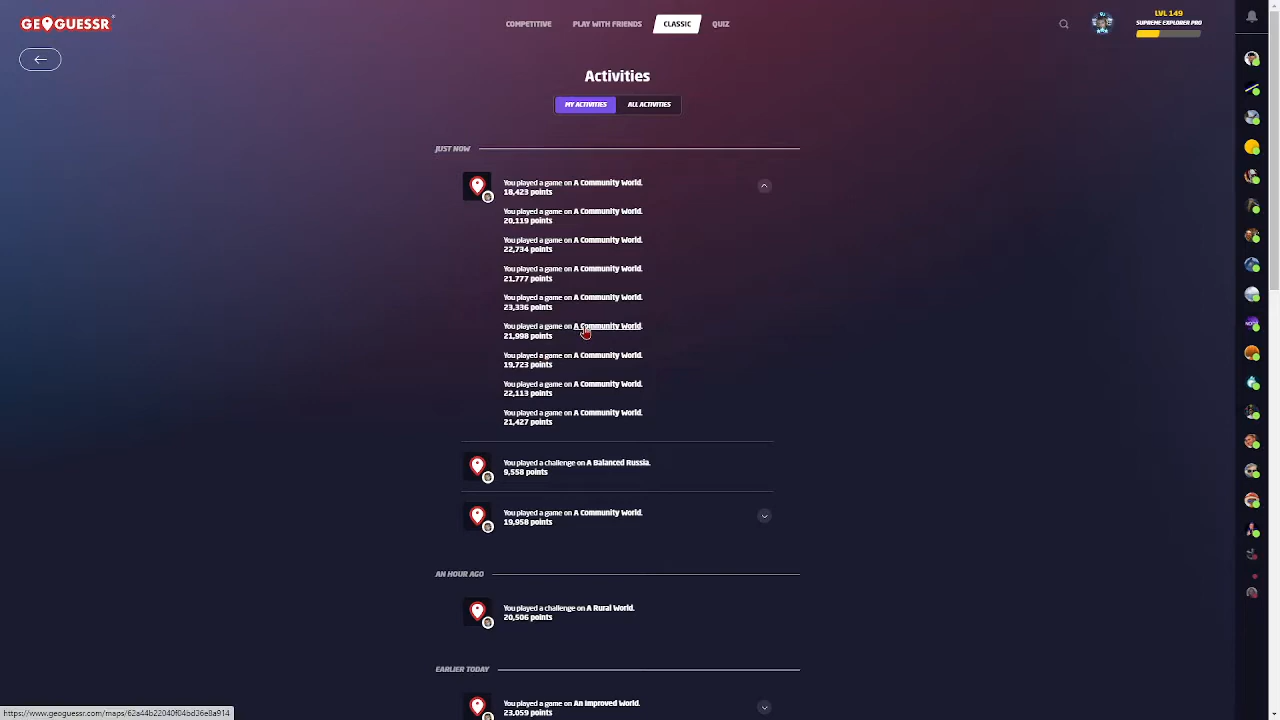 GEOGUESSR
COMPETITIVE
PLAY WITH FRIENDS
CLASSIC
QUIZ
LVL 149
SUPREME EXPLORER PRO
Activities
MY ACTIVITIES
ALL ACTIVITIES
JUST NOW
You played a game on A Community World.
18,423 points
You played a game on A Community World.
20,119 points
You played a game on A Community World.
22,734 points
You played a game on A Community World.
21,777 points
You played a game on A Community World.
23,336 points
You played a game on A Community World.
21,998 points
You played a game on A Community World.
19,723 points
You played a game on A Community World.
22,113 points
You played a game on A Community World.
21,427 points
You played a challenge on A Balanced Russia.
9,558 points
You played a game on A Community World.
19,958 points
AN HOUR AGO
You played a challenge on A Rural World.
20,506 points
EARLIER TODAY
You played a game on An Improved World.
23,059 points
https://www.geoguessr.com/maps/62a44b22040f04bd36e8a914